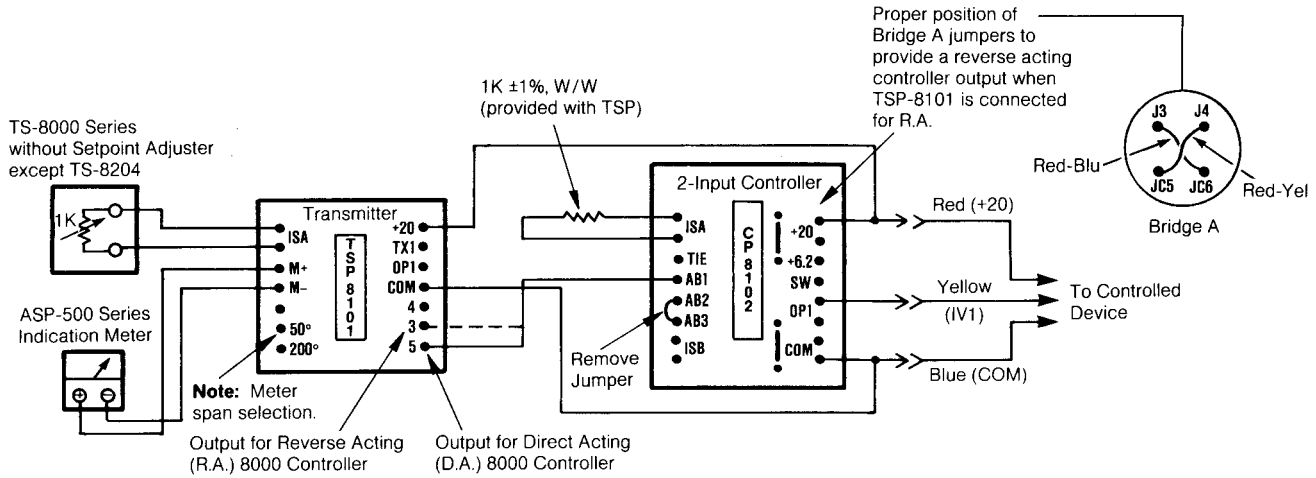 Proper position of
Bridge A jumpers to
provide a reverse acting
controller output when
TSP-8101 is connected
for R.A.
J3
J4
Red-Blu
JC5
JC6
Red-Yel
Bridge A
1K ±1%, W/W
(provided with TSP)
TS-8000 Series
without Setpoint Adjuster
except TS-8204
1K
Transmitter
TSP8101
ISA
M+
M–
50°
200°
+20
TX1
OP1
COM
4
3
5
ASP-500 Series
Indication Meter
Note: Meter
span selection.
Output for Reverse Acting
(R.A.) 8000 Controller
Output for Direct Acting
(D.A.) 8000 Controller
2-Input Controller
CP8102
ISA
TIE
AB1
AB2
AB3
ISB
+20
+6.2
SW
OP1
COM
Remove
Jumper
Red (+20)
Yellow
(IV1)
Blue (COM)
To Controlled
Device